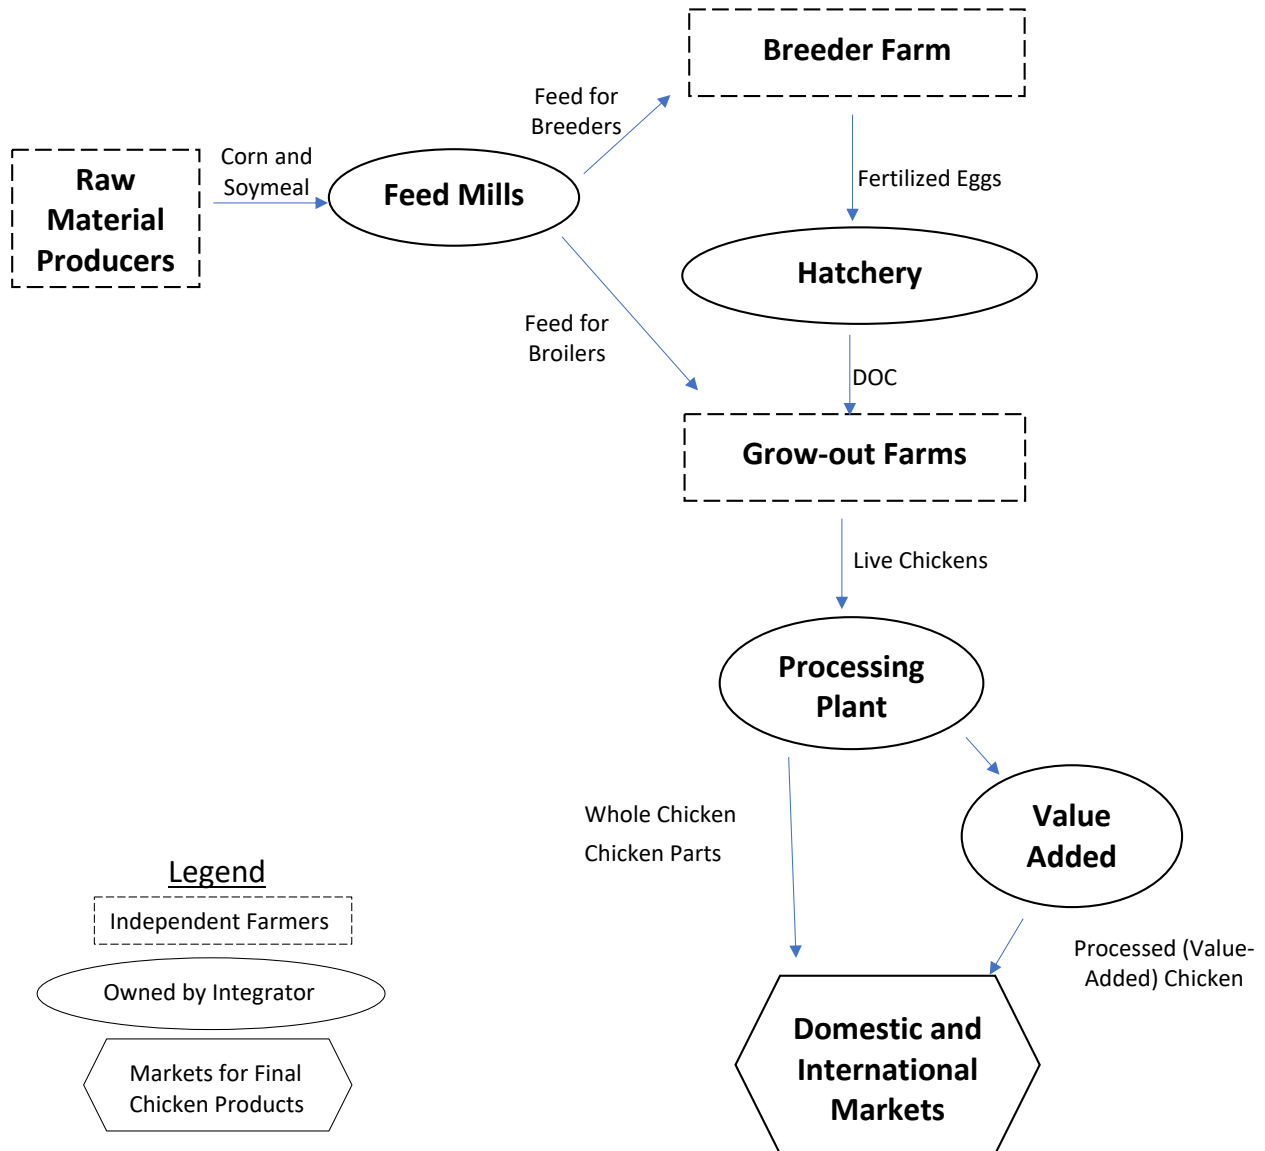 Breeder Farm
Feed for
Breeders
Corn and
Soymeal
Raw
Material
Producers
Feed Mills
Fertilized Eggs
Hatchery
Feed for
Broilers
DOC
Grow-out Farms
Live Chickens
Processing
Plant
Whole Chicken
Chicken Parts
Value
Added
Processed (Value-
Added) Chicken
Domestic and
International
Markets
Legend
Independent Farmers
Owned by Integrator
Markets for Final
Chicken Products